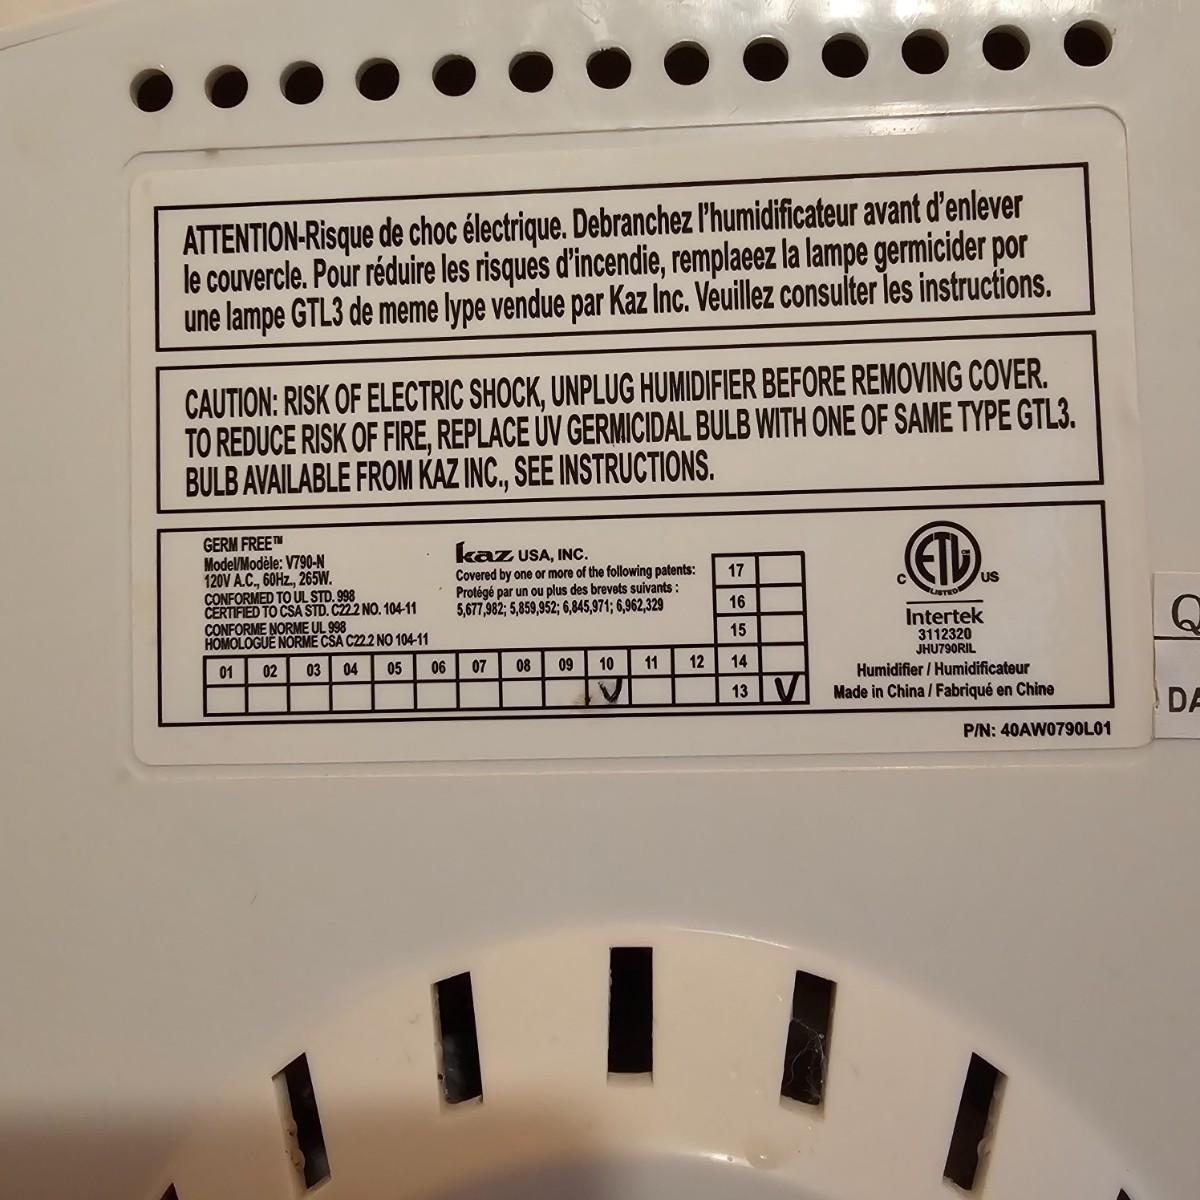 ATTENTION-Risque de choc électrique. Debranchez l'humidificateur avant d'enlever
le couvercle. Pour réduire les risques d'incendie, remplaeez la lampe germicider por
une lampe GTL3 de meme lype vendue par Kaz Inc. Veuillez consulter les instructions.
CAUTION: RISK OF ELECTRIC SHOCK, UNPLUG HUMIDIFIER BEFORE REMOVING COVER.
TO REDUCE RISK OF FIRE, REPLACE UV GERMICIDAL BULB WITH ONE OF SAME TYPE GTL3.
BULB AVAILABLE FROM KAZ INC., SEE INSTRUCTIONS.
GERM FREE™
Model/Modèle: V790-N
120V A.C., 60Hz., 265W.
CONFORMED TO UL STD. 998
CERTIFIED TO CSA STD. C22.2 NO. 104-11
CONFORME NORME UL 998
HOMOLOGUÉ NORME CSA C22.2 NO 104-11
kaz USA, INC.
Covered by one or more of the following patents:
Protégé par un ou plus des brevets suivants :
5,677,982; 5,859,952; 6,845,971; 6,962,329
17
16
15
01 02 03 04 05 06 07 08 09 10 11 12 14
V 13 V
ETL
C US
LISTED
Intertek
3112320
JHU790RIL
Humidifier / Humidificateur
Made in China / Fabriqué en Chine
P/N: 40AW0790L01
Q
DA